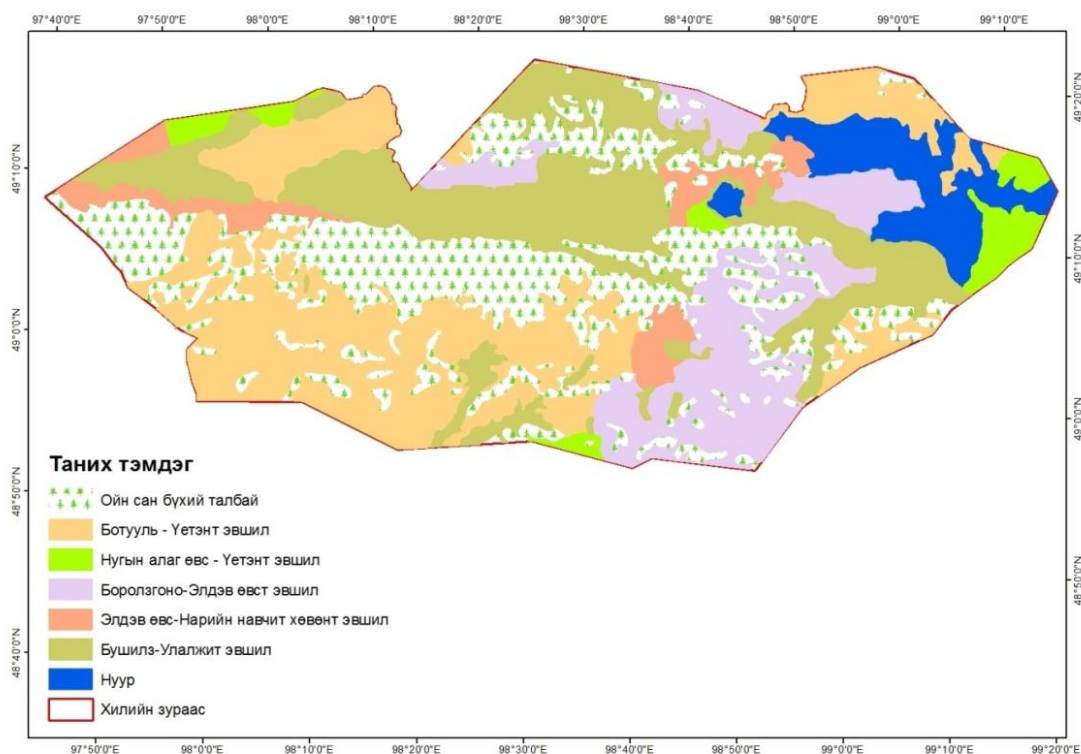 97°40'0"E 97°50'0"E 98°0'0"E 98°10'0"E 98°20'0"E 98°30'0"E 98°40'0"E 98°50'0"E 99°0'0"E 99°10'0"E
49°20'0"N
49°10'0"N
49°10'0"N
49°0'0"N
49°0'0"N
48°50'0"N
48°50'0"N
48°40'0"N
Таних тэмдэг
Ойн сан бүхий талбай
Ботууль - Үетэнт эвшил
Нугын алаг өвс - Үетэнт эвшил
Боролзгоно-Элдэв өвст эвшил
Элдэв өвс-Нарийн навчит хөвөнт эвшил
Бушилз-Улалжит эвшил
Нуур
Хилийн зураас
97°50'0"E 98°0'0"E 98°10'0"E 98°20'0"E 98°30'0"E 98°40'0"E 98°50'0"E 99°0'0"E 99°10'0"E 99°20'0"E